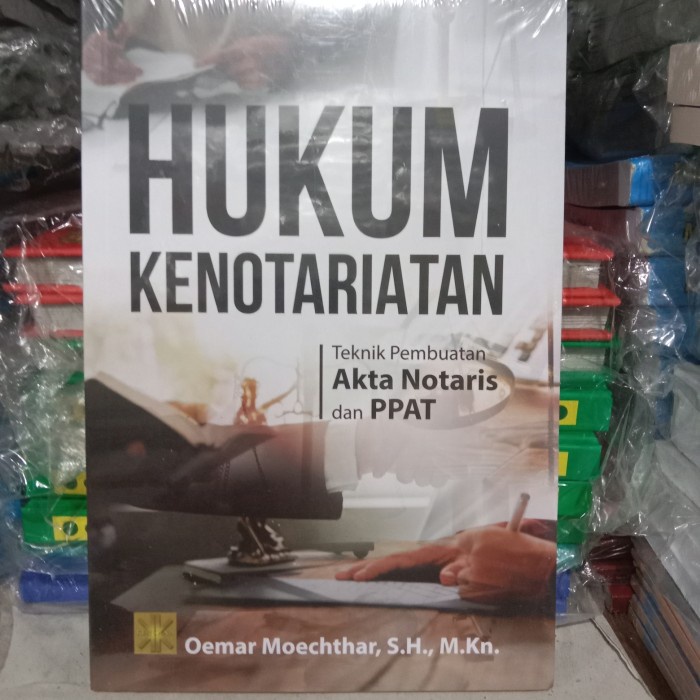 HUKUM
KENOTARIATAN
Teknik Pembuatan
Akta Notaris
dan PPAT
Oemar Moechthar, S.H., M.Kn.